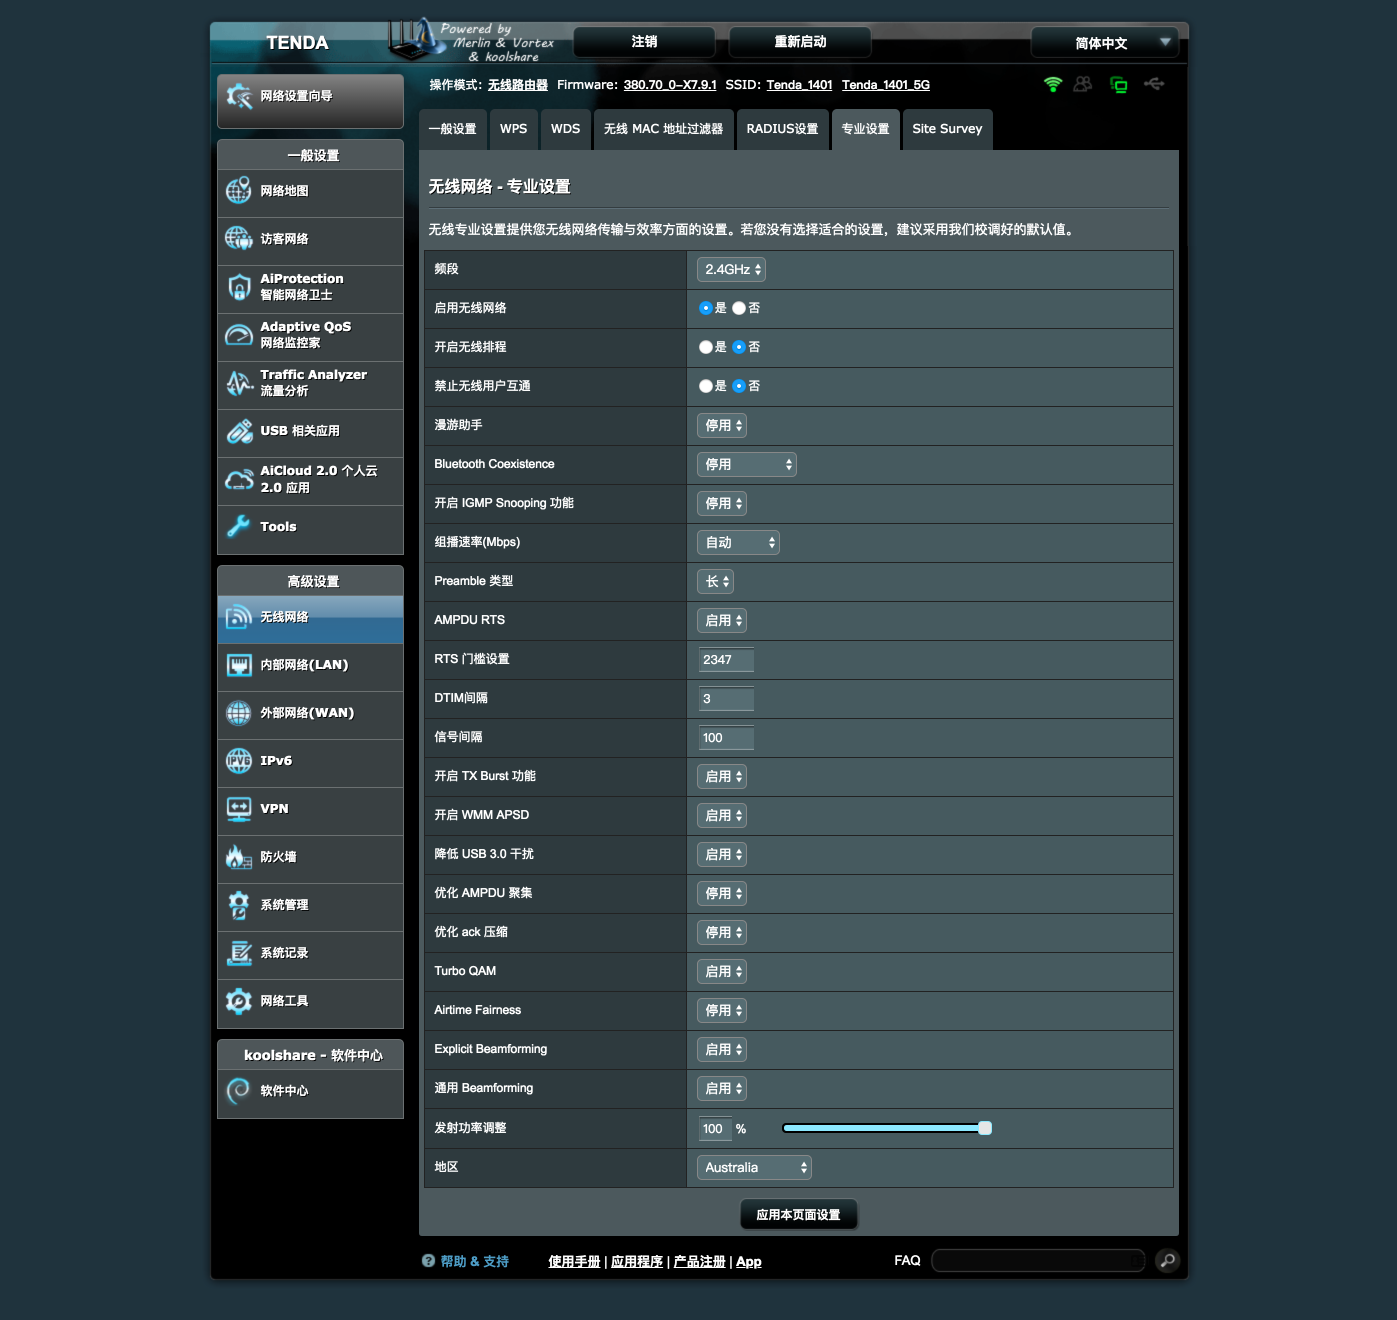 TENDA
Powered by
Merlin & Vortex
& koolshare
注销
重新启动
简体中文
网络设置向导
操作模式: 无线路由器 Firmware: 380.70_0-X7.9.1 SSID: Tenda_1401 Tenda_1401_5G
一般设置
WPS
WDS
无线 MAC 地址过滤器
RADIUS设置
专业设置
Site Survey
一般设置
网络地图
访客网络
AiProtection
智能网络卫士
Adaptive QoS
网络监控家
Traffic Analyzer
流量分析
USB 相关应用
AiCloud 2.0 个人云
2.0 应用
Tools
高级设置
无线网络
内部网络(LAN)
外部网络(WAN)
IPv6
VPN
防火墙
系统管理
系统记录
网络工具
koolshare - 软件中心
软件中心
无线网络 - 专业设置
无线专业设置提供您无线网络传输与效率方面的设置。若您没有选择适合的设置，建议采用我们校调好的默认值。
频段 2.4GHz
启用无线网络 是 否
开启无线排程 是 否
禁止无线用户互通 是 否
漫游助手 停用
Bluetooth Coexistence 停用
开启 IGMP Snooping 功能 停用
组播速率(Mbps) 自动
Preamble 类型 长
AMPDU RTS 启用
RTS 门槛设置 2347
DTIM间隔 3
信号间隔 100
开启 TX Burst 功能 启用
开启 WMM APSD 启用
降低 USB 3.0 干扰 启用
优化 AMPDU 聚集 停用
优化 ack 压缩 停用
Turbo QAM 启用
Airtime Fairness 停用
Explicit Beamforming 启用
通用 Beamforming 启用
发射功率调整 100 %
地区 Australia
应用本页面设置
? 帮助 & 支持
使用手册 | 应用程序 | 产品注册 | App
FAQ